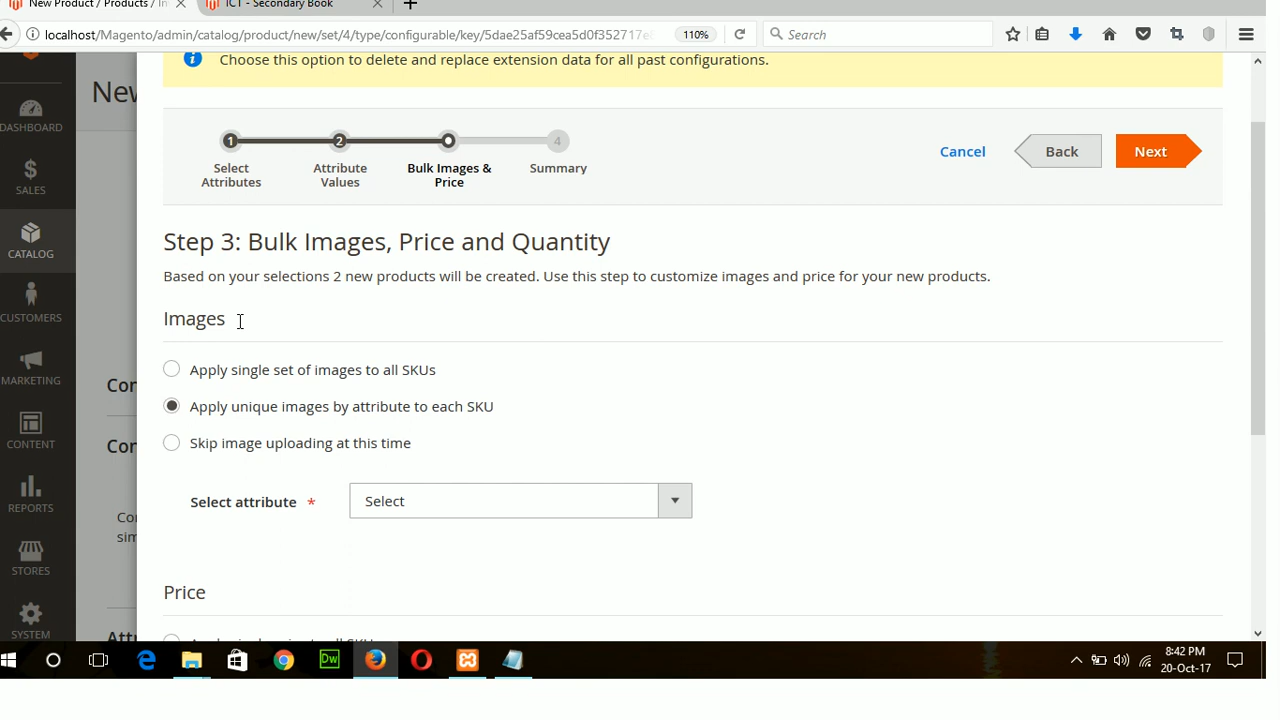 New Product / Products / In
ICT - Secondary Book
localhost/Magento/admin/catalog/product/new/set/4/type/configurable/key/5dae25af59cea5d0f352717e
110%
Search
Choose this option to delete and replace extension data for all past configurations.
New
DASHBOARD
SALES
CATALOG
CUSTOMERS
MARKETING
CONTENT
REPORTS
STORES
SYSTEM
Con
Con
Con
sim
Attr
1
2
4
Select
Attributes
Attribute
Values
Bulk Images &
Price
Summary
Cancel
Back
Next
Step 3: Bulk Images, Price and Quantity
Based on your selections 2 new products will be created. Use this step to customize images and price for your new products.
Images
Apply single set of images to all SKUs
Apply unique images by attribute to each SKU
Skip image uploading at this time
Select attribute *
Select
Price
Dw
8:42 PM
20-Oct-17